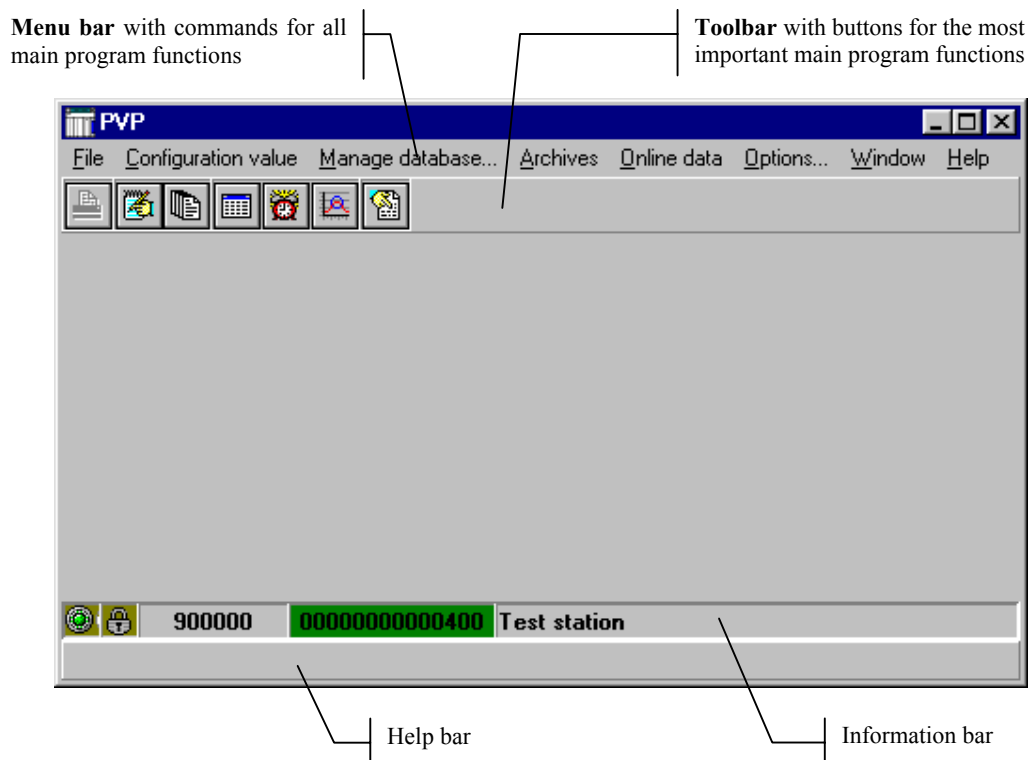 Menu bar with commands for all
main program functions
Toolbar with buttons for the most
important main program functions
PVP
File Configuration value Manage database... Archives Online data Options... Window Help
900000 00000000000400 Test station
Help bar
Information bar